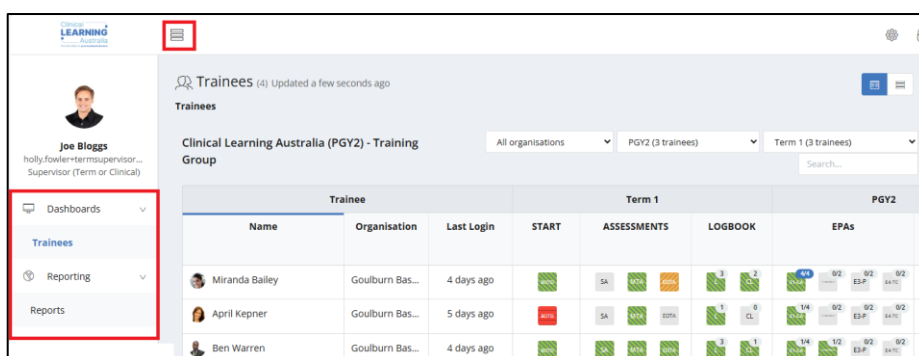 Clinical
LEARNING
Australia
Trainees (4) Updated a few seconds ago
Trainees
Joe Bloggs
holly.fowler+termsupervisor...
Supervisor (Term or Clinical)
Dashboards
Trainees
Reporting
Reports
Clinical Learning Australia (PGY2) - Training
Group
All organisations
PGY2 (3 trainees)
Term 1 (3 trainees)
Search...
Trainee Term 1 PGY2
Name Organisation Last Login START ASSESSMENTS LOGBOOK EPAs
Miranda Bailey Goulburn Bas... 4 days ago SA MTA EOTA 3 2 CL 4/4 0/2 0/2 E3-P 0/2
April Kepner Goulburn Bas... 5 days ago SA MTA EOTA 1 0 CL 1/4 0/2 0/2 E3-P 0/2
Ben Warren Goulburn Bas... 4 days ago SA MTA EOTA 3 1 CL 1/4 1/2 0/2 E3-P 0/2